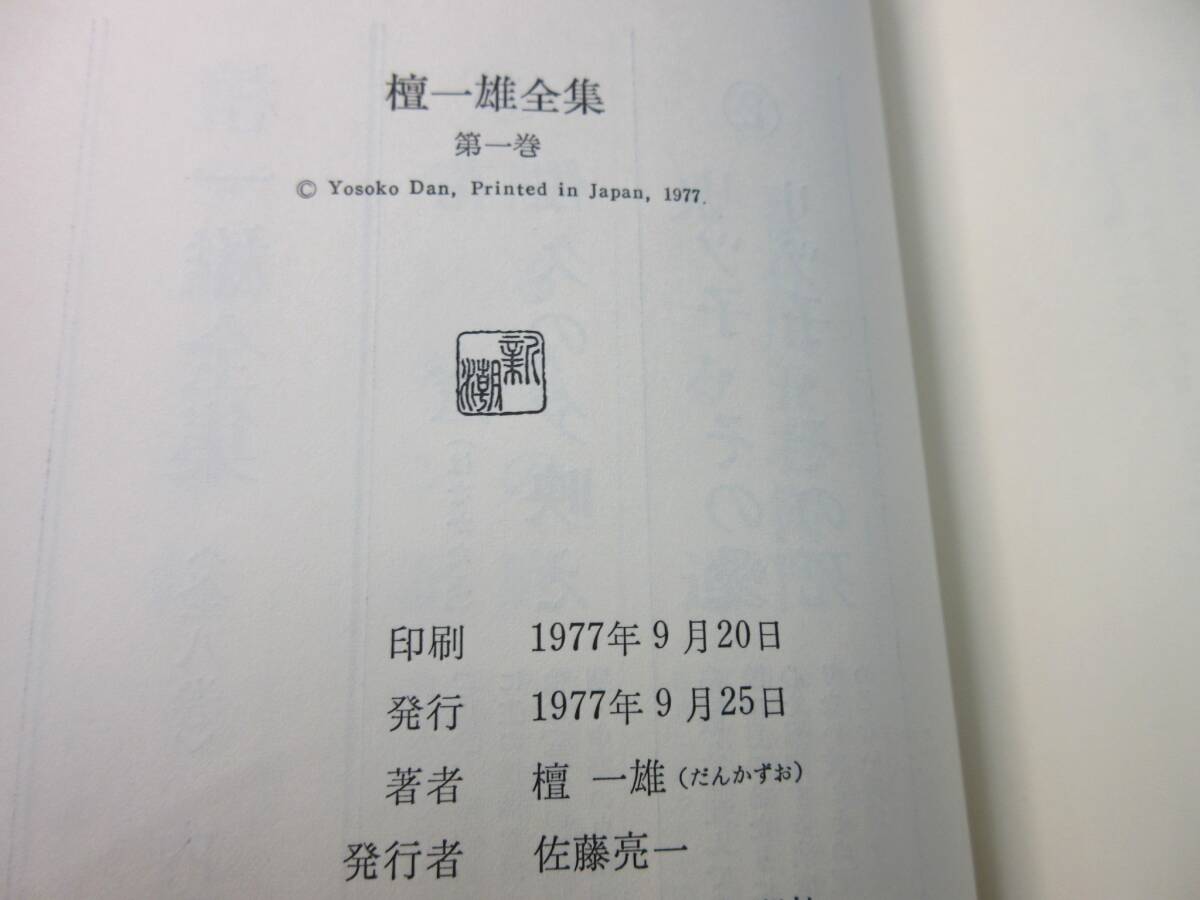 檀一雄全集
第一巻
© Yosoko Dan, Printed in Japan, 1977.
新潮
印刷 1977年9月20日
発行 1977年9月25日
著者 檀 一雄(だんかずお)
発行者 佐藤亮一